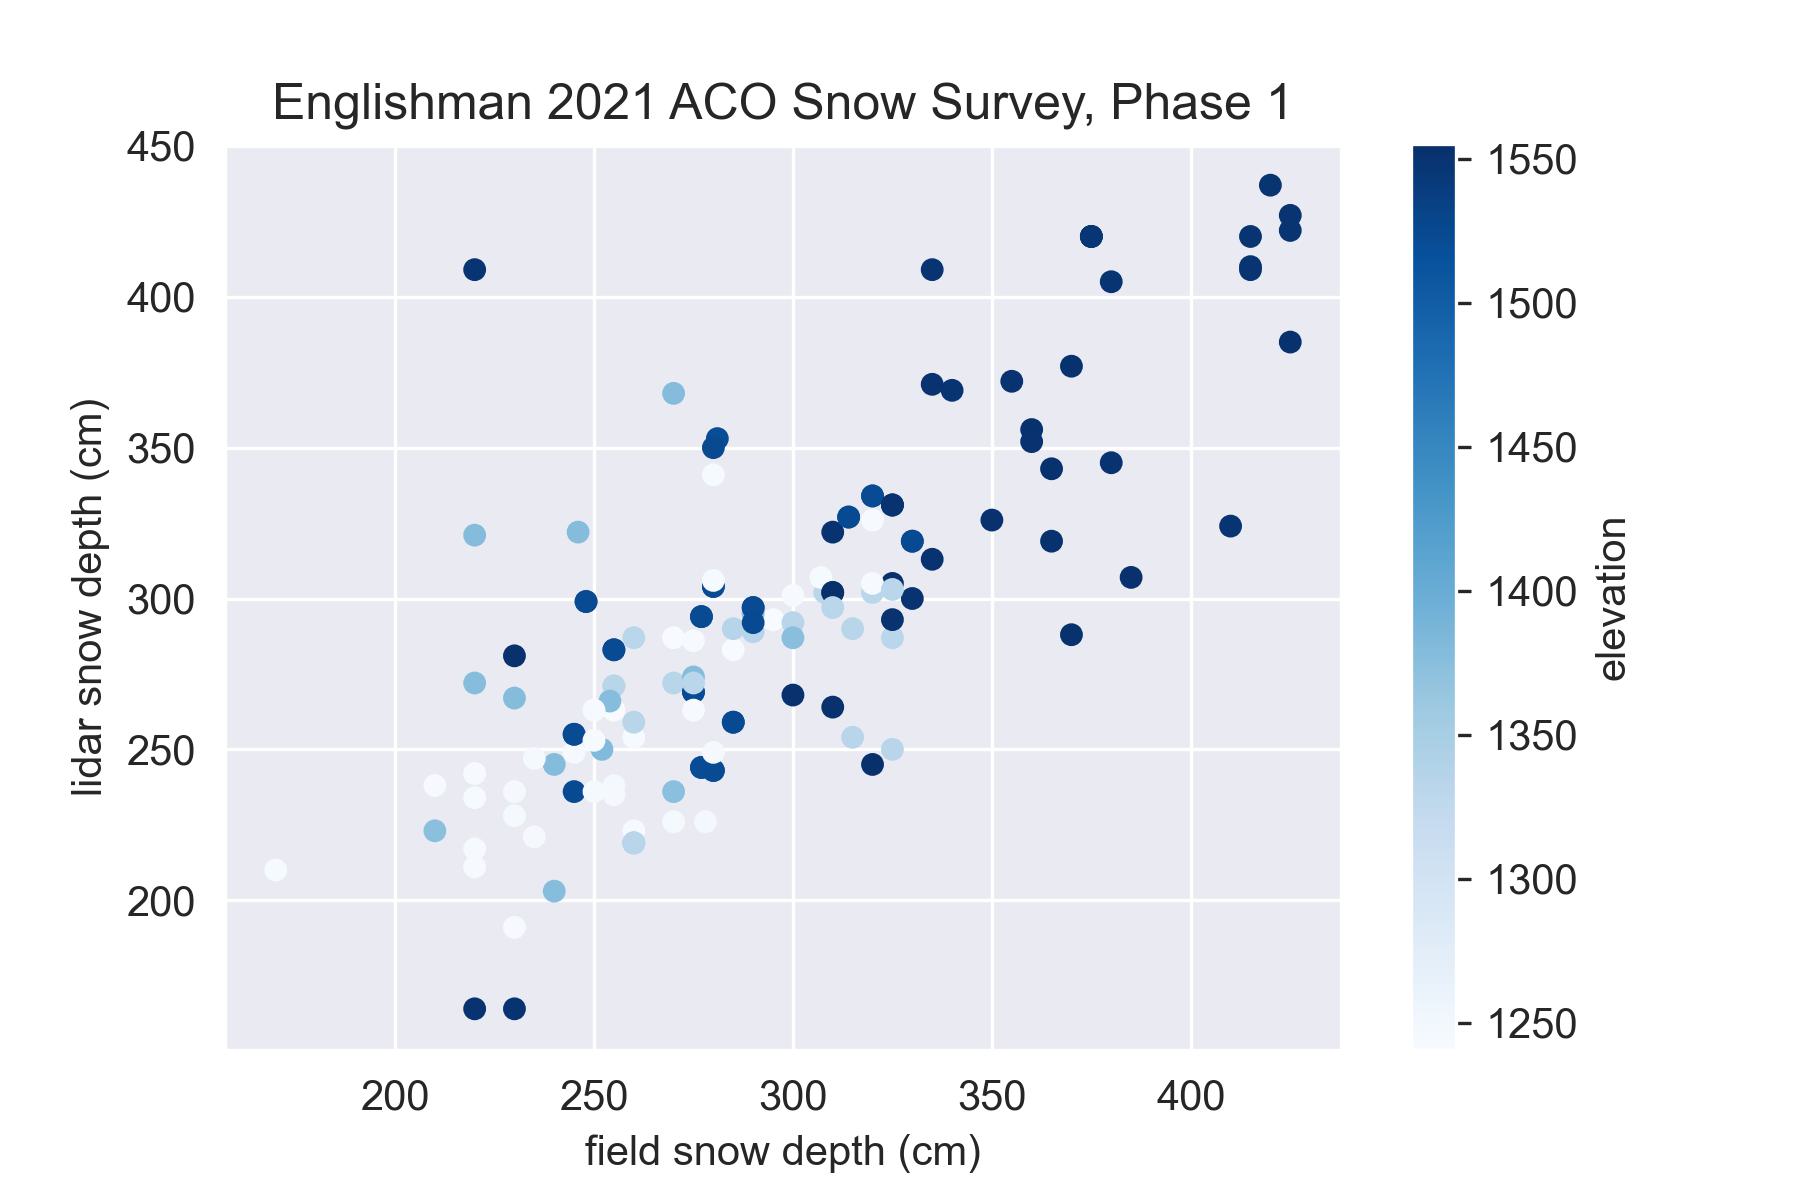 Englishman 2021 ACO Snow Survey, Phase 1
450
400
350
300
250
200
lidar snow depth (cm)
200 250 300 350 400
field snow depth (cm)
1550
1500
1450
1400
1350
1300
1250
elevation